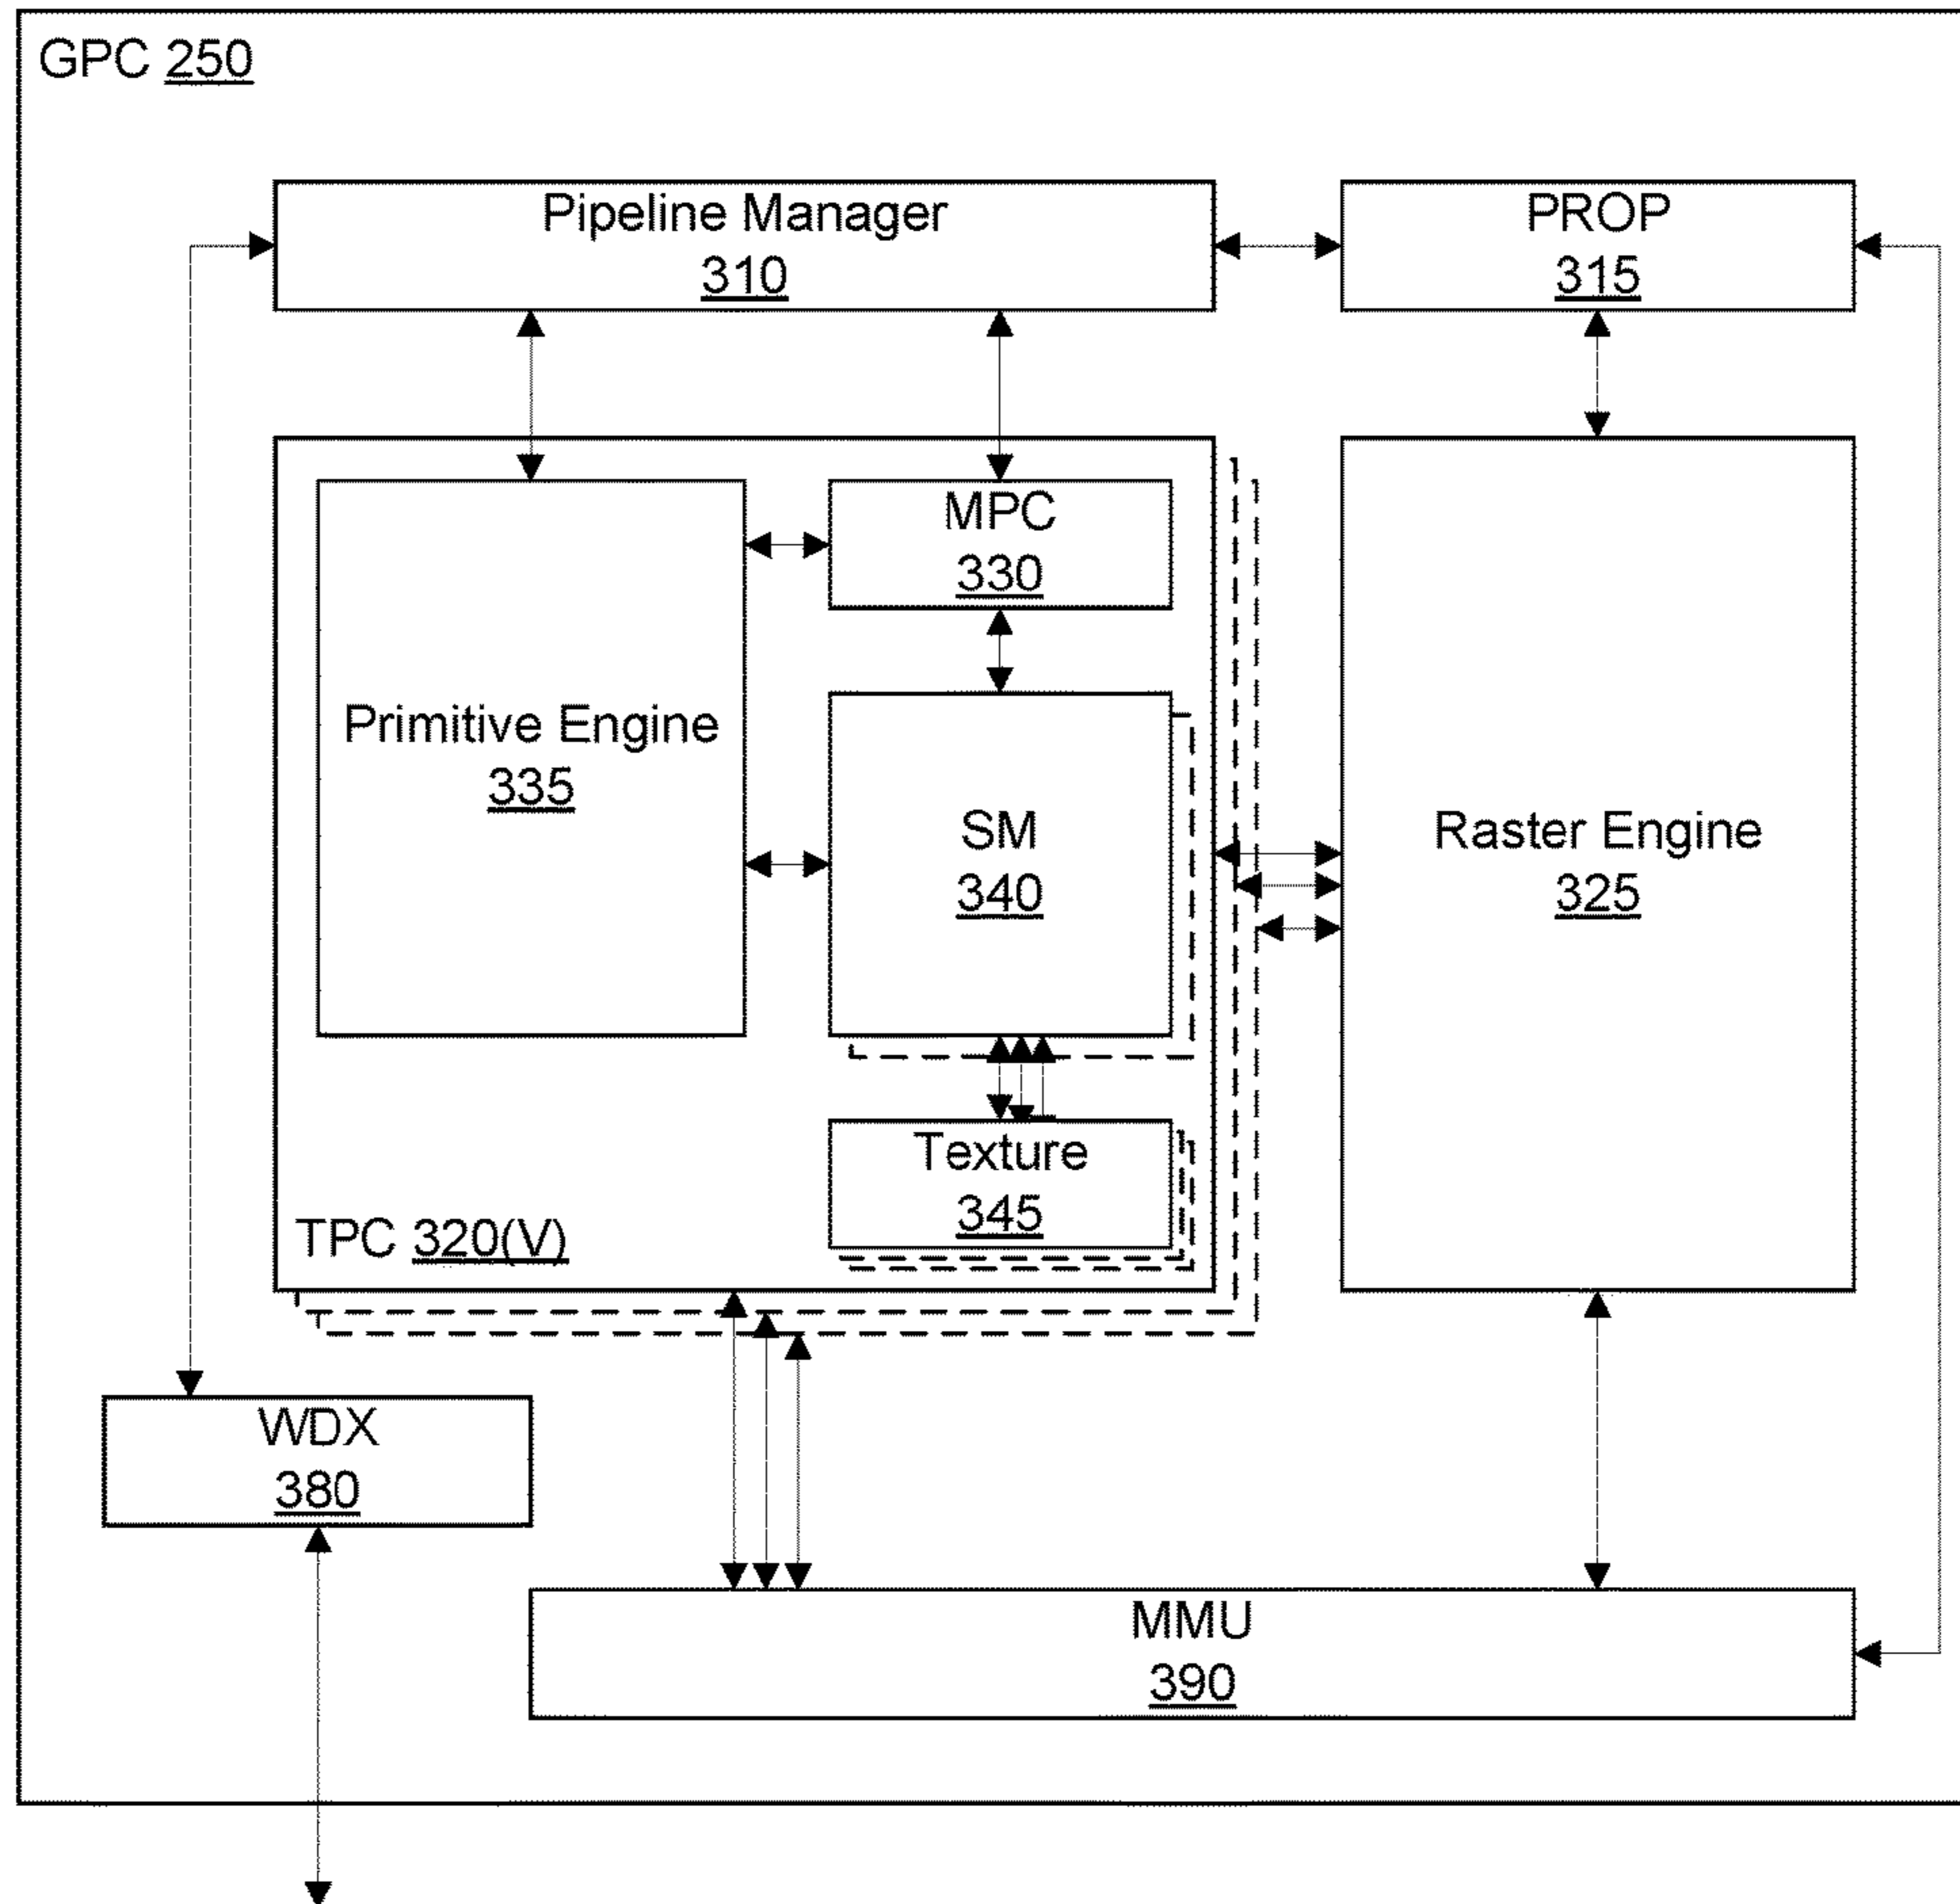 GPC 250
Pipeline Manager
310
PROP
315
MPC
330
Primitive Engine
335
SM
340
Raster Engine
325
Texture
345
TPC 320(V)
WDX
380
MMU
390